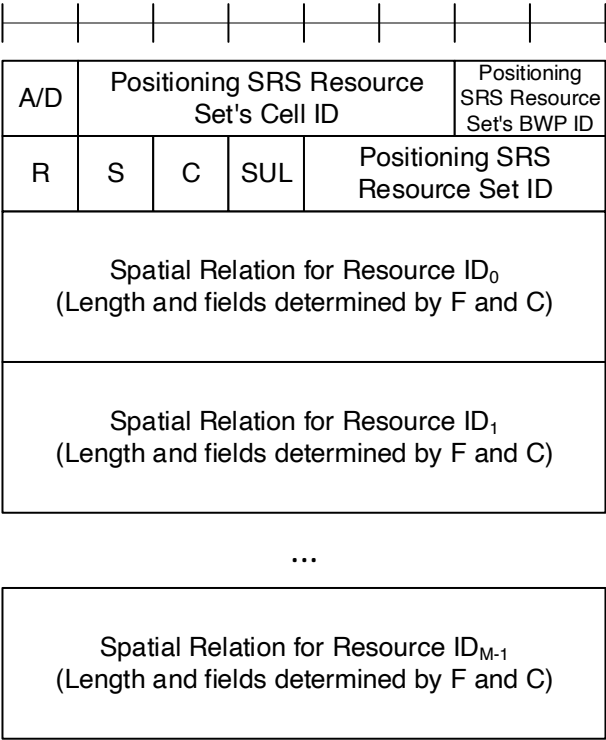 A/D
Positioning SRS Resource
Set's Cell ID
Positioning
SRS Resource
Set's BWP ID
R
S
C
SUL
Positioning SRS
Resource Set ID
Spatial Relation for Resource ID₀
(Length and fields determined by F and C)
Spatial Relation for Resource ID₁
(Length and fields determined by F and C)
...
Spatial Relation for Resource ID_M-1
(Length and fields determined by F and C)